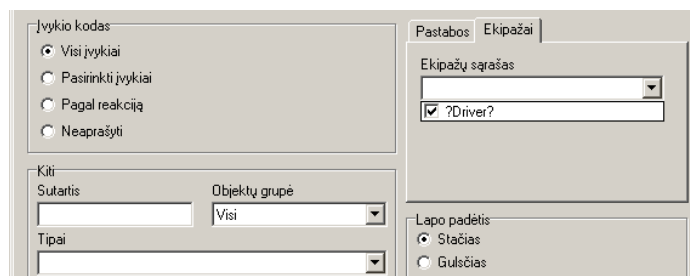 Įvykio kodas
Visi įvykiai
Pasirinkti įvykiai
Pagal reakciją
Neaprašyti
Kiti
Sutartis
Objektų grupė
Visi
Tipai
Pastabos
Ekipažai
Ekipažų sąrašas
?Driver?
Lapo padėtis
Stačias
Gulsčias